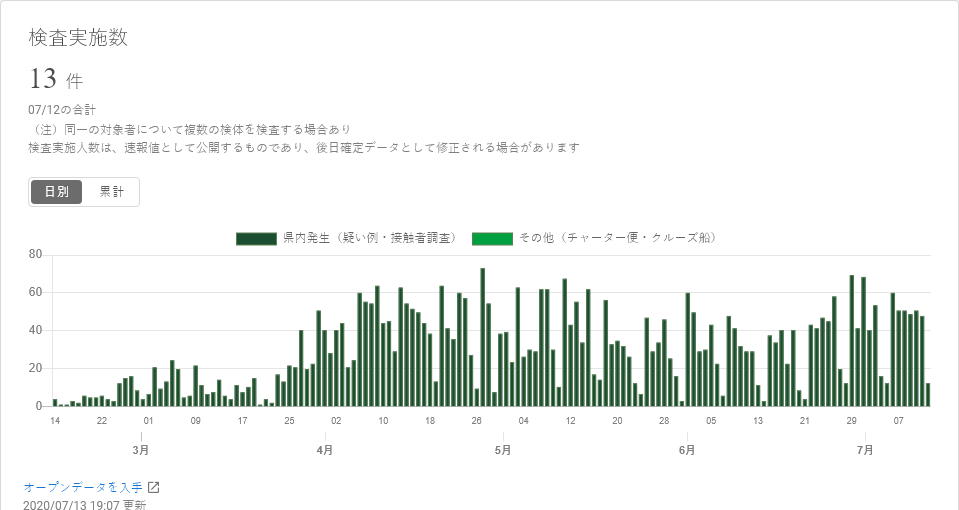 検査実施数
13 件
07/12の合計
（注）同一の対象者について複数の検体を検査する場合あり
検査実施人数は、速報値として公開するものであり、後日確定データとして修正される場合があります
日別 累計
県内発生（疑い例・接触者調査） その他（チャーター便・クルーズ船）
80
60
40
20
0
14 22 01 09 17 25 02 10 18 26 04 12 20 28 05 13 21 29 07
3月 4月 5月 6月 7月
オープンデータを入手
2020/07/13 19:07 更新